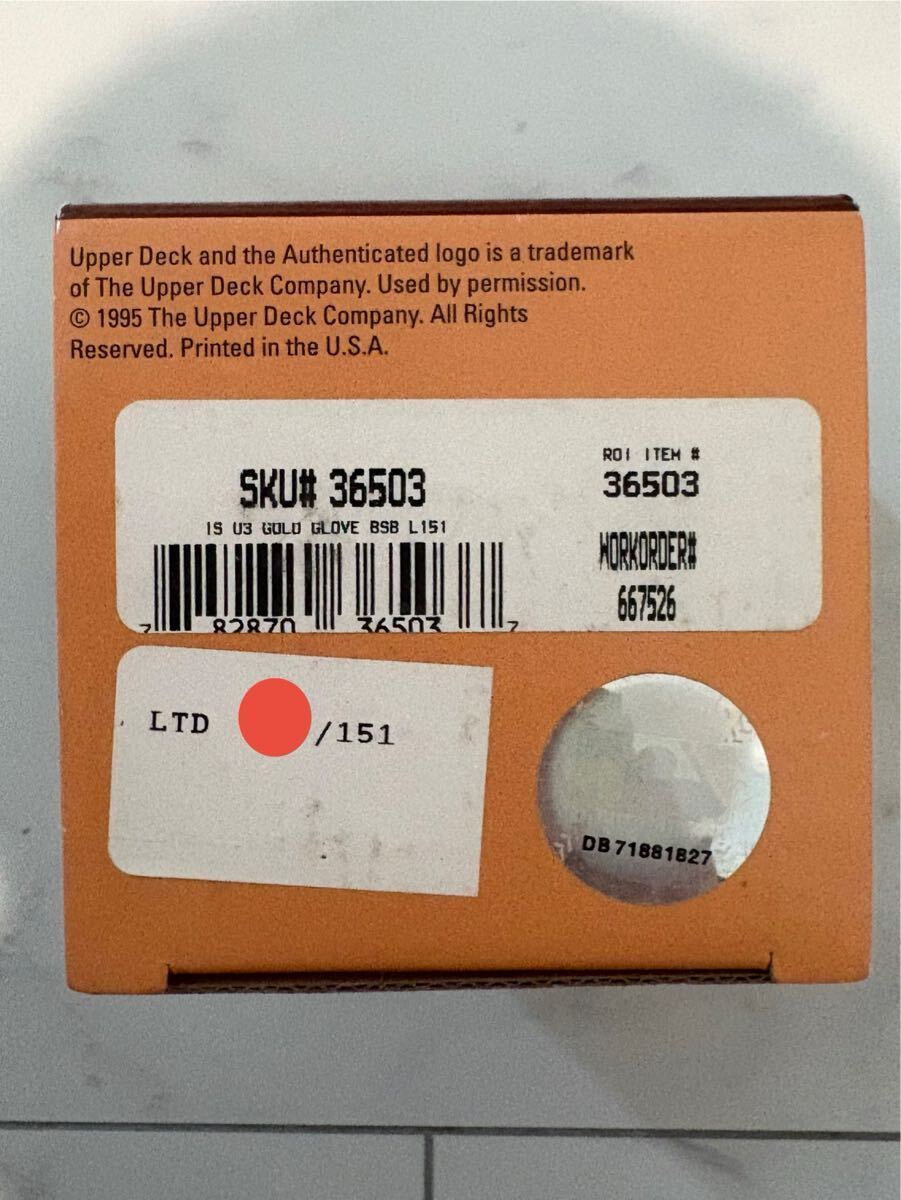 Upper Deck and the Authenticated logo is a trademark
of The Upper Deck Company. Used by permission.
© 1995 The Upper Deck Company. All Rights
Reserved. Printed in the U.S.A.
SKU# 36503
IS U3 GOLD GLOVE BSB L151
7 82870 36503 7
ROI ITEM #
36503
WORKORDER#
667526
LTD /151
DB 71881827